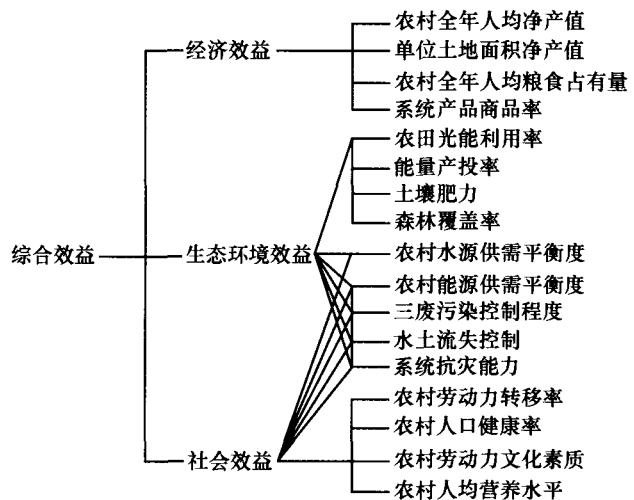 农村全年人均净产值
经济效益
单位土地面积净产值
农村全年人均粮食占有量
系统产品商品率
农田光能利用率
能量产投率
土壤肥力
森林覆盖率
综合效益
生态环境效益
农村水源供需平衡度
农村能源供需平衡度
三废污染控制程度
水土流失控制
系统抗灾能力
农村劳动力转移率
农村人口健康率
社会效益
农村劳动力文化素质
农村人均营养水平